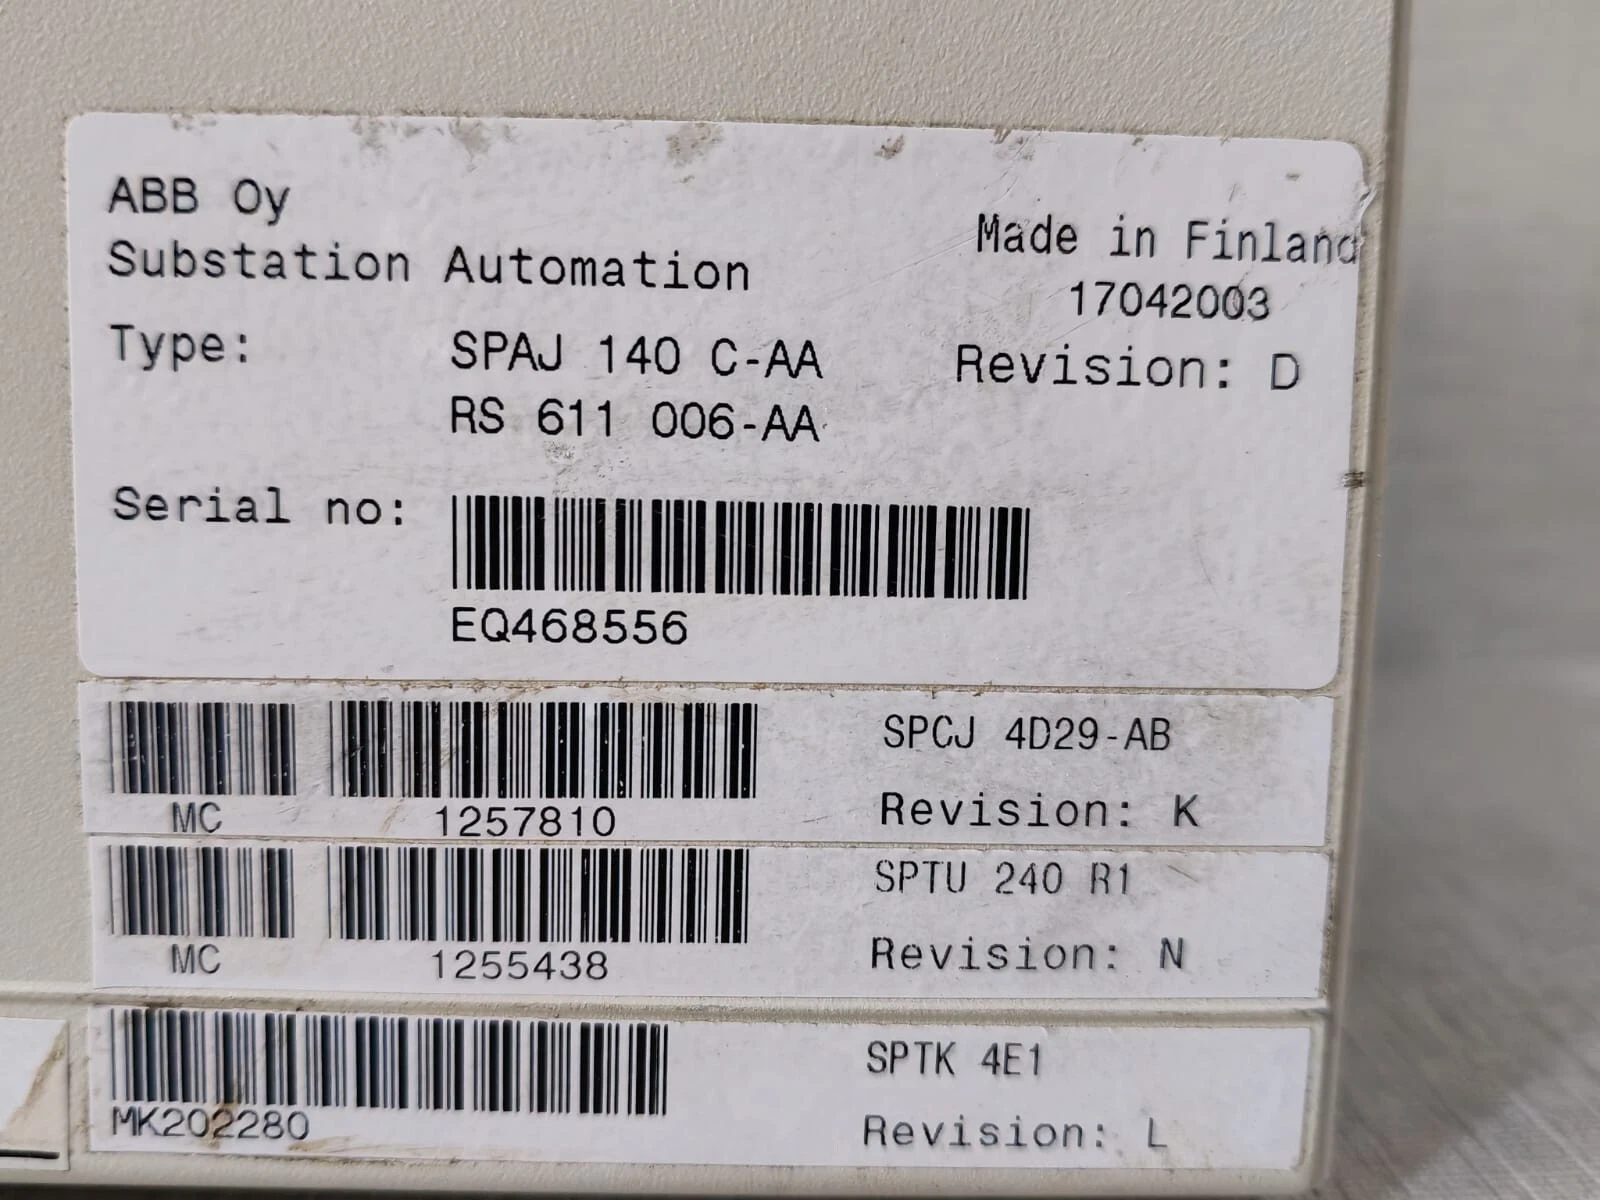 ABB Oy
Substation Automation
Made in Finland
17042003
Type: SPAJ 140 C-AA
Revision: D
RS 611 006-AA
Serial no:
EQ468556
SPCJ 4D29-AB
MC 1257810
Revision: K
SPTU 240 R1
MC 1255438
Revision: N
SPTK 4E1
MK202280
Revision: L